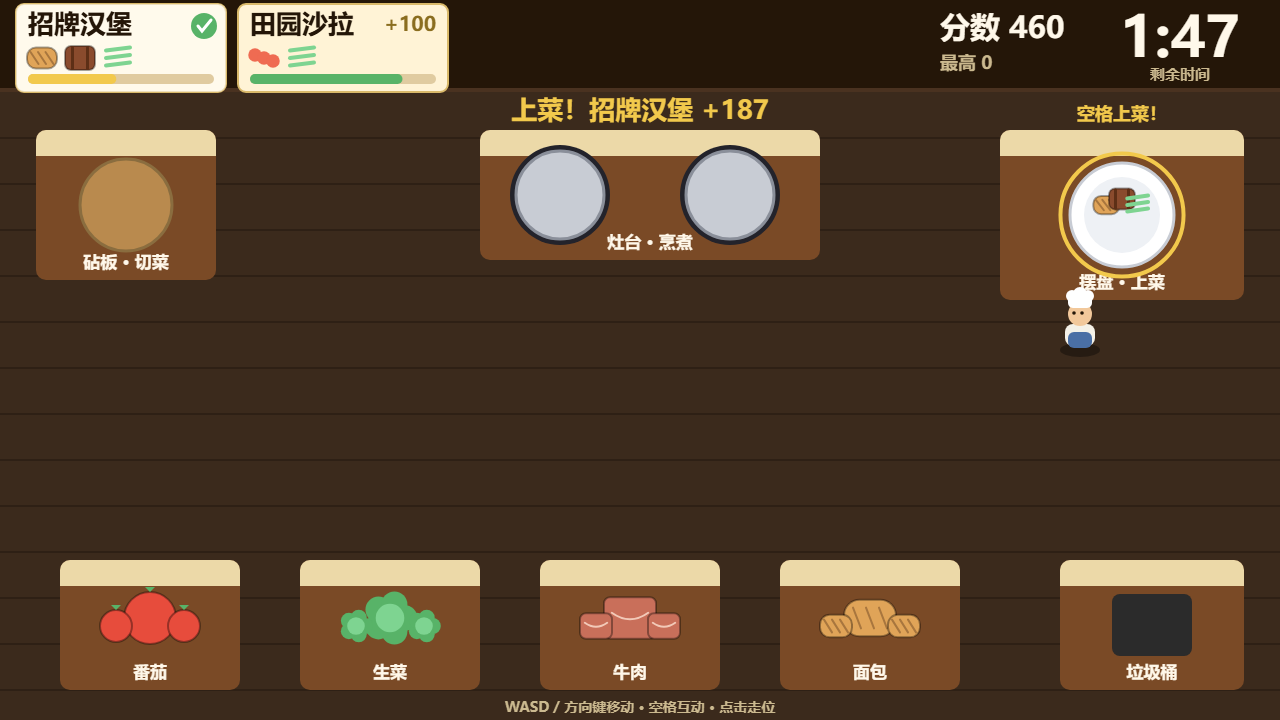 招牌汉堡
田园沙拉 +100
分数 460
最高 0
1:47
剩余时间
上菜！招牌汉堡 +187
空格上菜！
砧板 • 切菜
灶台 • 烹煮
摆盘 • 上菜
番茄
生菜
牛肉
面包
垃圾桶
WASD / 方向键移动 • 空格互动 • 点击走位